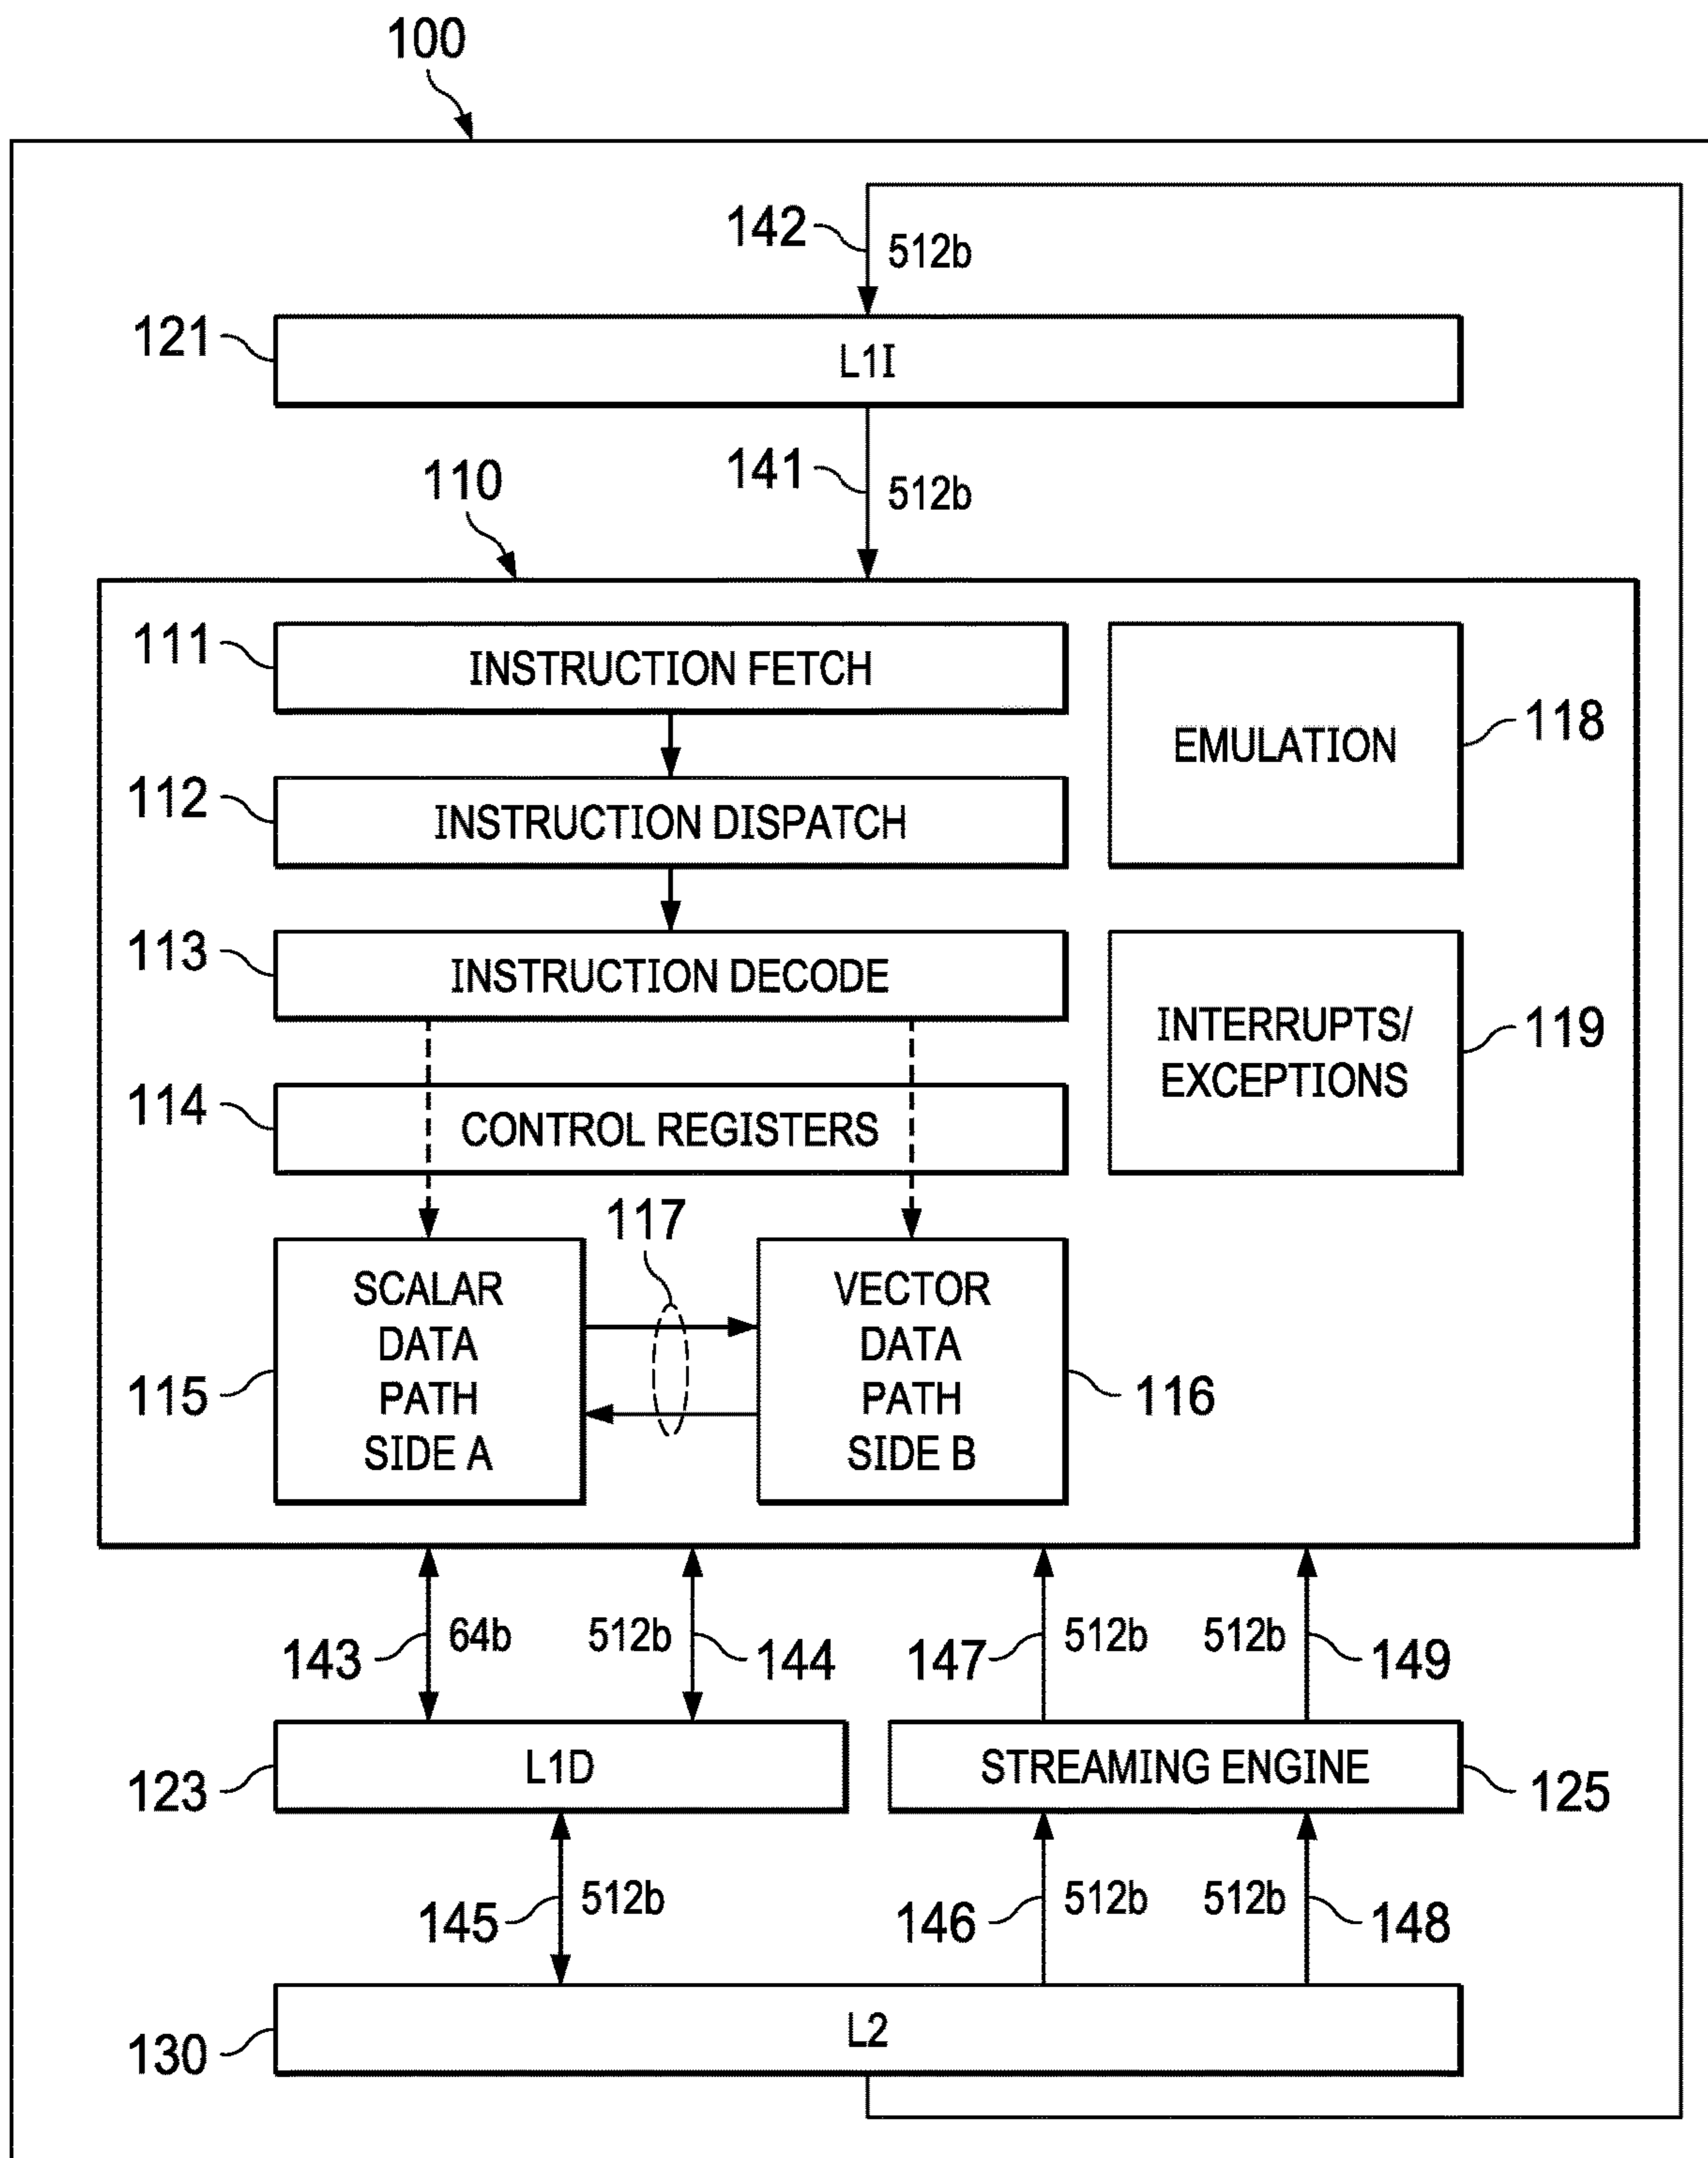 100
142
512b
121
L1I
141
512b
110
111
INSTRUCTION FETCH
118
EMULATION
112
INSTRUCTION DISPATCH
113
INSTRUCTION DECODE
119
INTERRUPTS/
EXCEPTIONS
114
CONTROL REGISTERS
117
SCALAR
DATA
PATH
SIDE A
VECTOR
DATA
PATH
SIDE B
115
116
143
64b
512b
144
147
512b
512b
149
123
L1D
STREAMING ENGINE
125
145
512b
146
512b
512b
148
130
L2